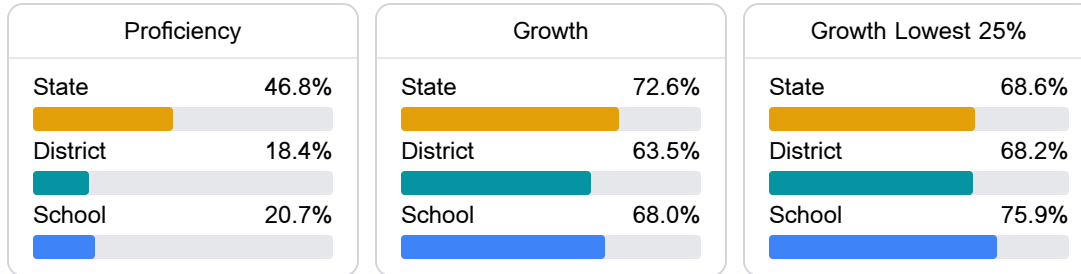 Proficiency
State 46.8%
District 18.4%
School 20.7%
Growth
State 72.6%
District 63.5%
School 68.0%
Growth Lowest 25%
State 68.6%
District 68.2%
School 75.9%